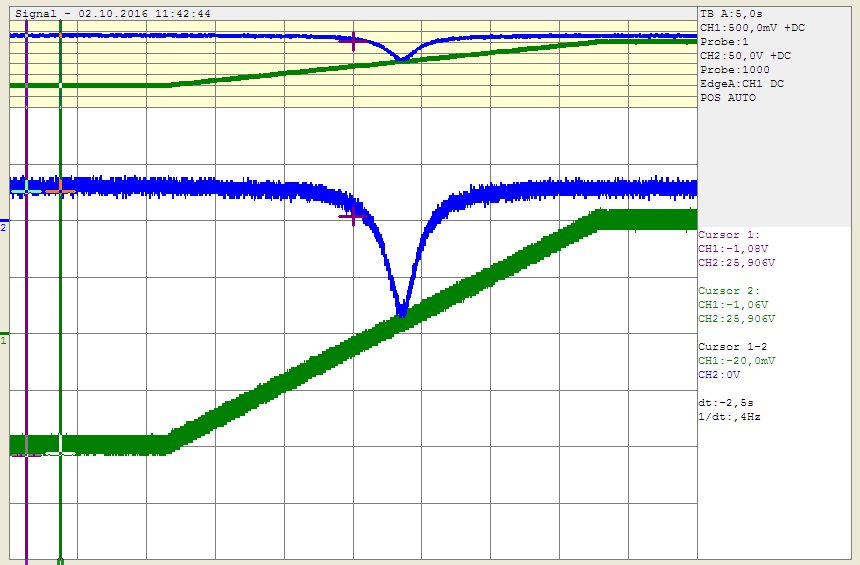 Signal - 02.10.2016 11:42:44
TB A:5,0s
CH1:500,0mV +DC
Probe:1
CH2:50,0V +DC
Probe:1000
EdgeA:CH1 DC
POS AUTO
2
1
Cursor 1:
CH1:-1,08V
CH2:25,906V
Cursor 2:
CH1:-1,06V
CH2:25,906V
Cursor 1-2
CH1:-20,0mV
CH2:0V
dt:-2,5s
1/dt:,4Hz